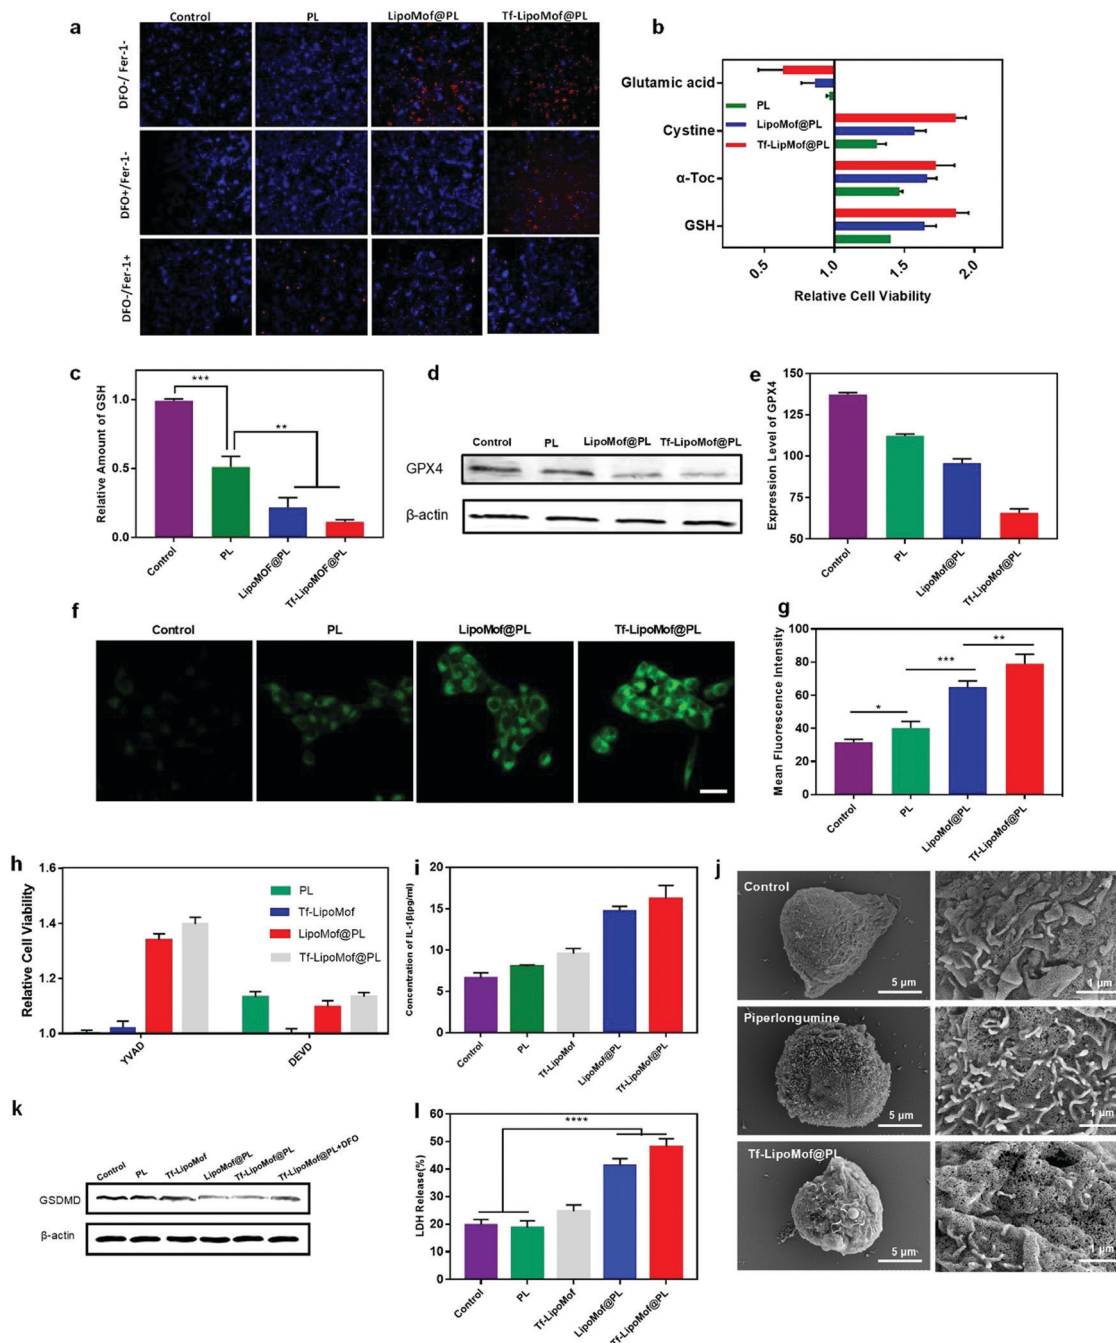 a
Control
PL
LipoMof@PL
Tf-LipoMof@PL
DFO-/ Fer-1-
DFO+/Fer-1-
DFO-/Fer-1+
b
Glutamic acid
Cystine
α-Toc
GSH
PL
LipoMof@PL
Tf-LipMof@PL
0.5
1.0
1.5
2.0
Relative Cell Viability
c
Relative Amount of GSH
1.0
0.5
0.0
***
**
Control
PL
LipoMOF@PL
Tf-LipoMOF@PL
d
Control
PL
LipoMof@PL
Tf-LipoMof@PL
GPX4
β-actin
e
Expression Level of GPX4
150
125
100
75
50
Control
PL
LipoMof@PL
Tf-LipoMof@PL
f
Control
PL
LipoMof@PL
Tf-LipoMof@PL
g
Mean Fluorescence Intensity
100
80
60
40
20
0
*
***
**
Control
PL
LipoMof@PL
Tf-LipoMof@PL
h
Relative Cell Viability
1.6
1.4
1.2
1.0
PL
Tf-LipoMof
LipoMof@PL
Tf-LipoMof@PL
YVAD
DEVD
i
Concentration of IL-1β(pg/ml)
20
15
10
5
0
Control
PL
Tf-LipoMof
LipoMof@PL
Tf-LipoMof@PL
j
Control
5 μm
1 μm
Piperlongumine
5 μm
1 μm
Tf-LipoMof@PL
5 μm
1 μm
k
Control
PL
Tf-LipoMof
LipoMof@PL
Tf-LipoMof@PL
Tf-LipoMof@PL+DFO
GSDMD
β-actin
l
LDH Release(%)
60
50
40
30
20
10
0
****
Control
PL
Tf-LipoMof
LipoMof@PL
Tf-LipoMof@PL